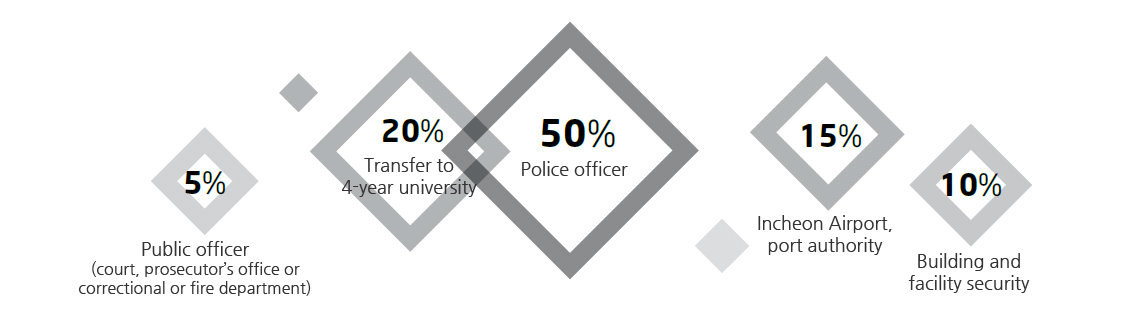 5%
Public officer
(court, prosecutor's office or
correctional or fire department)
20%
Transfer to
4-year university
50%
Police officer
15%
Incheon Airport,
port authority
10%
Building and
facility security